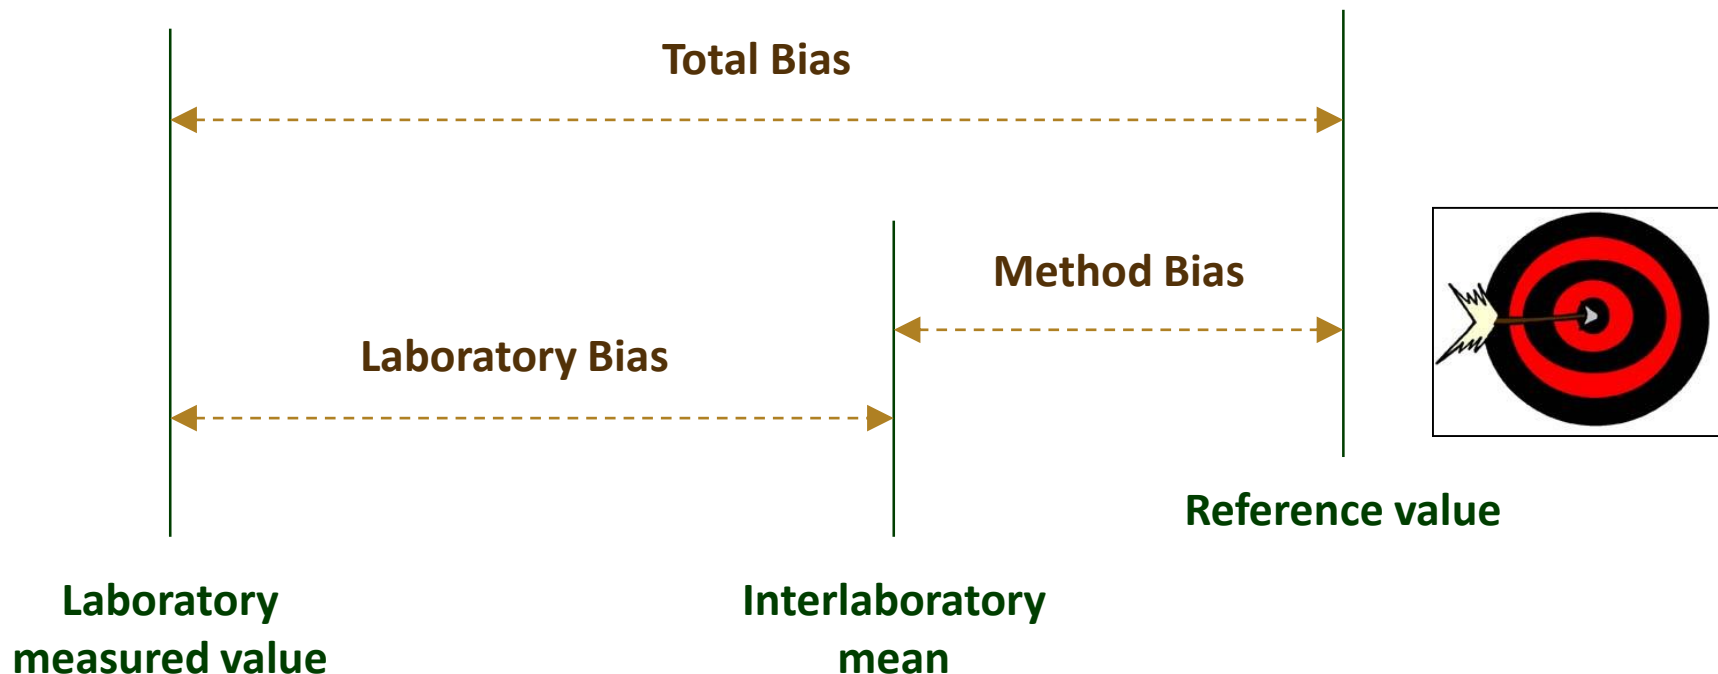 Total Bias
Method Bias
Laboratory Bias
Reference value
Laboratory
measured value
Interlaboratory
mean